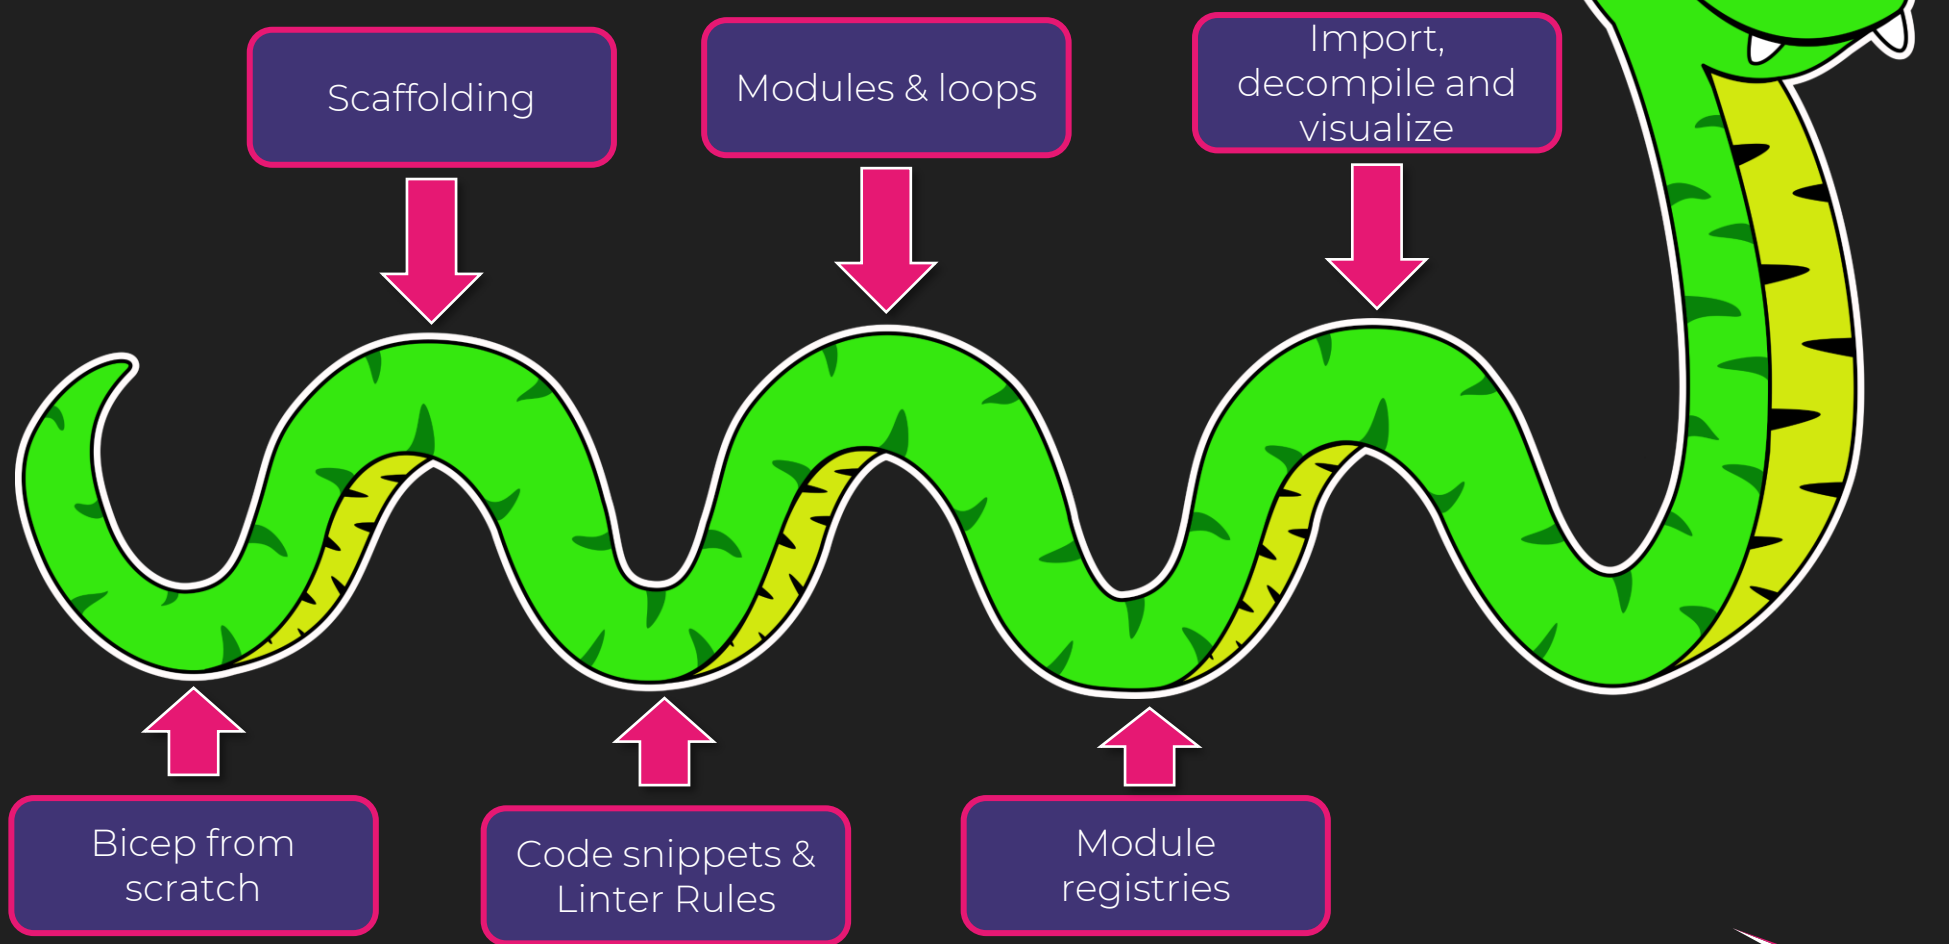 Scaffolding
Modules & loops
Import,
decompile and
visualize
Bicep from
scratch
Code snippets &
Linter Rules
Module
registries